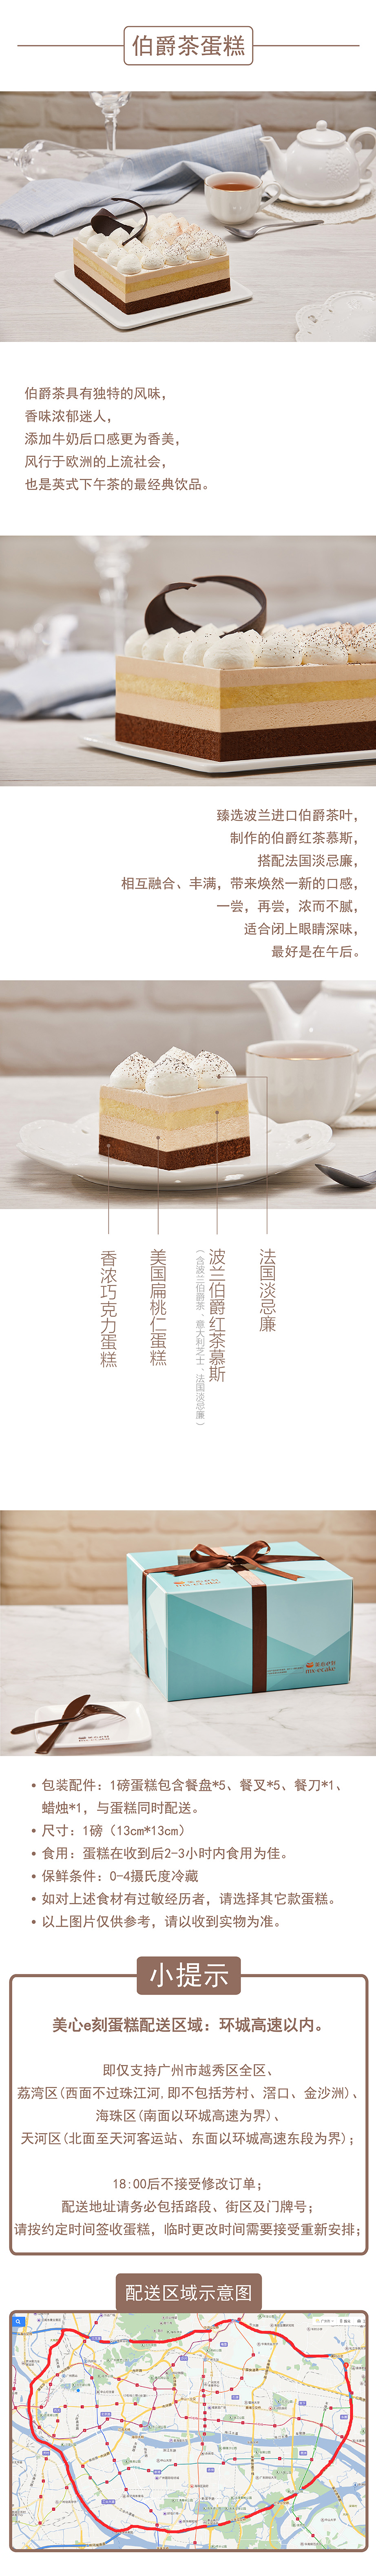 伯爵茶蛋糕
伯爵茶具有独特的风味，
香味浓郁迷人，
添加牛奶后口感更为香美，
风行于欧洲的上流社会，
也是英式下午茶的最经典饮品。
臻选波兰进口伯爵茶叶，
制作的伯爵红茶慕斯，
搭配法国淡忌廉，
相互融合、丰满，带来焕然一新的口感，
一尝，再尝，浓而不腻，
适合闭上眼睛深味，
最好是在午后。
香浓巧克力蛋糕
美国扁桃仁蛋糕
波兰伯爵红茶慕斯
（含波兰伯爵茶、意大利芝士、法国淡忌廉）
法国淡忌廉
美心e刻
mx·ecake
• 包装配件：1磅蛋糕包含餐盘*5、餐叉*5、餐刀*1、
蜡烛*1，与蛋糕同时配送。
• 尺寸：1磅（13cm*13cm）
• 食用：蛋糕在收到后2-3小时内食用为佳。
• 保鲜条件：0-4摄氏度冷藏
• 如对上述食材有过敏经历者，请选择其它款蛋糕。
• 以上图片仅供参考，请以收到实物为准。
小提示
美心e刻蛋糕配送区域：环城高速以内。
即仅支持广州市越秀区全区、
荔湾区(西面不过珠江河,即不包括芳村、滘口、金沙洲)、
海珠区(南面以环城高速为界)、
天河区(北面至天河客运站、东面以环城高速东段为界)；
18:00后不接受修改订单；
配送地址请务必包括路段、街区及门牌号；
请按约定时间签收蛋糕，临时更改时间需要接受重新安排；
配送区域示意图